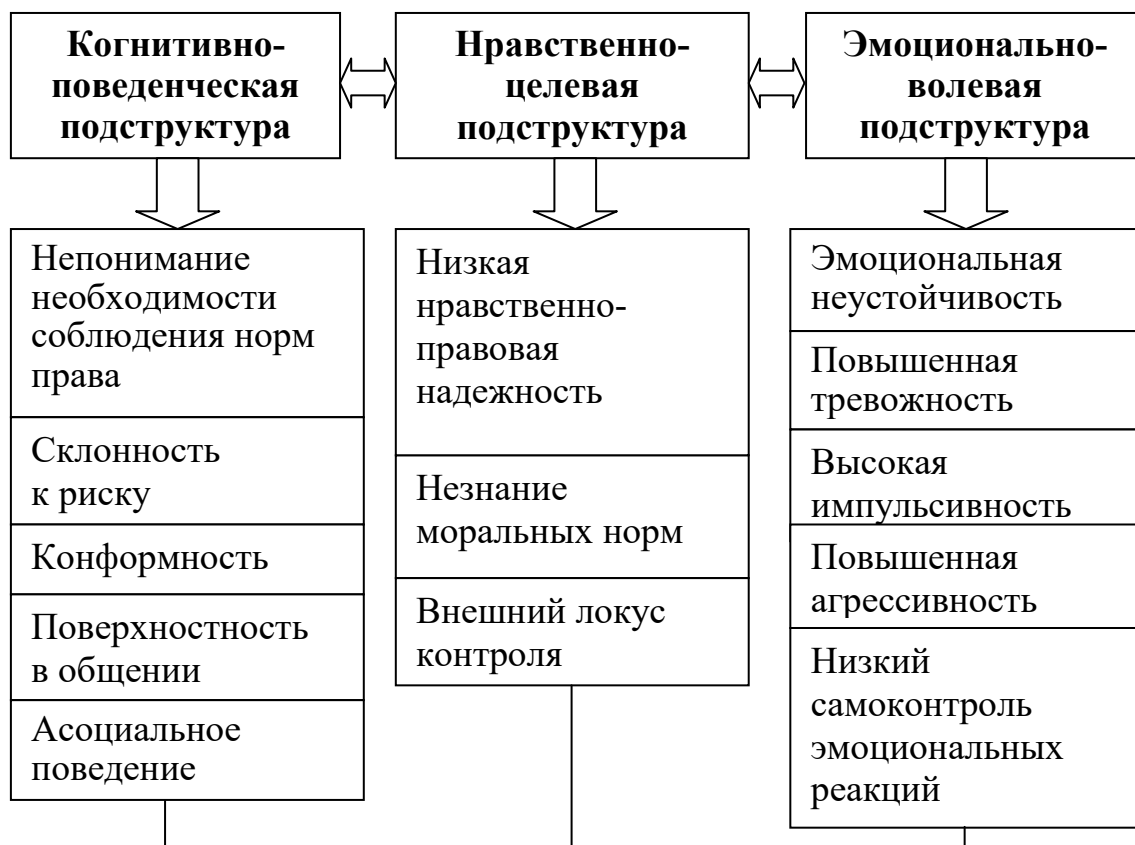 Когнитивно-
поведенческая
подструктура
Нравственно-
целевая
подструктура
Эмоционально-
волевая
подструктура
Непонимание
необходимости
соблюдения норм
права
Склонность
к риску
Конформность
Поверхностность
в общении
Асоциальное
поведение
Низкая
нравственно-
правовая
надежность
Незнание
моральных норм
Внешний локус
контроля
Эмоциональная
неустойчивость
Повышенная
тревожность
Высокая
импульсивность
Повышенная
агрессивность
Низкий
самоконтроль
эмоциональных
реакций